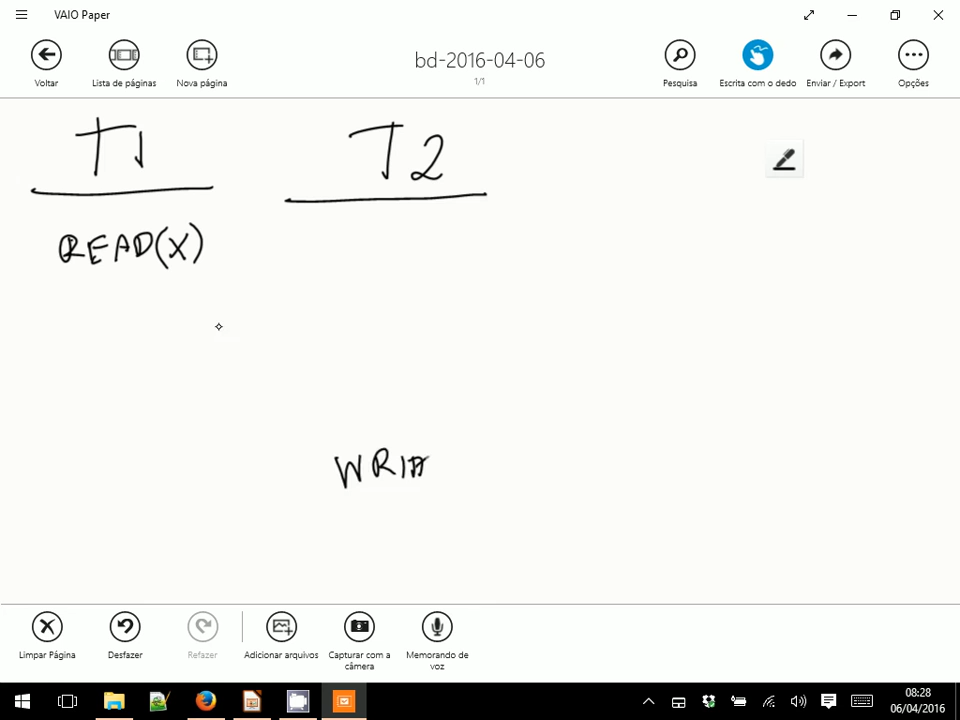 VAIO Paper
Voltar
Lista de páginas
Nova página
bd-2016-04-06
1/1
Pesquisa
Escrita com o dedo
Enviar / Export
Opções
T1 T2
READ(X)
Limpar Página
Desfazer
Refazer
Adicionar arquivos
Capturar com a
câmera
Memorando de
voz
08:28
06/04/2016